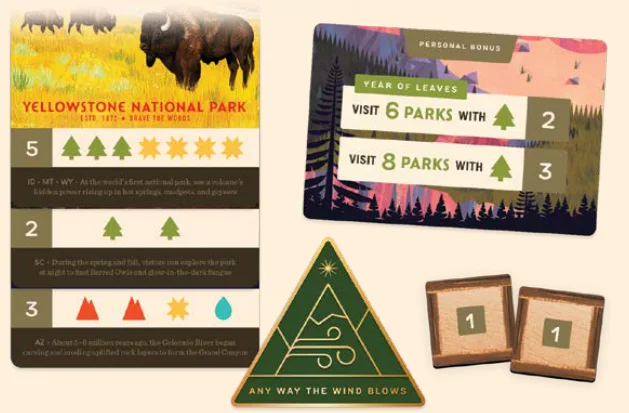 YELLOWSTONE NATIONAL PARK
ESTD. 1872 • BRAVE THE WOODS
5
ID • MT • WY - At the world's first national park, see a volcano's
hidden power rising up in hot springs, mudpots, and geysers
2
SC - During the spring and fall, visitors can explore the park
at night to find Barred Owls and glow-in-the-dark fungus
3
AZ - About 5-6 million years ago, the Colorado River began
carving and eroding uplifted rock layers to form the Grand Canyon
PERSONAL BONUS
YEAR OF LEAVES
VISIT 6 PARKS WITH 2
VISIT 8 PARKS WITH 3
ANY WAY THE WIND BLOWS
1
1